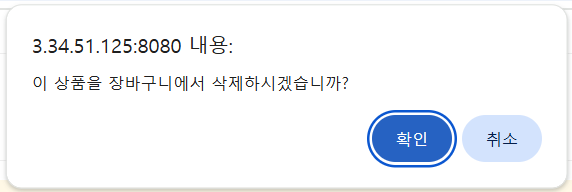 3.34.51.125:8080 내용:
이 상품을 장바구니에서 삭제하시겠습니까?
확인 취소